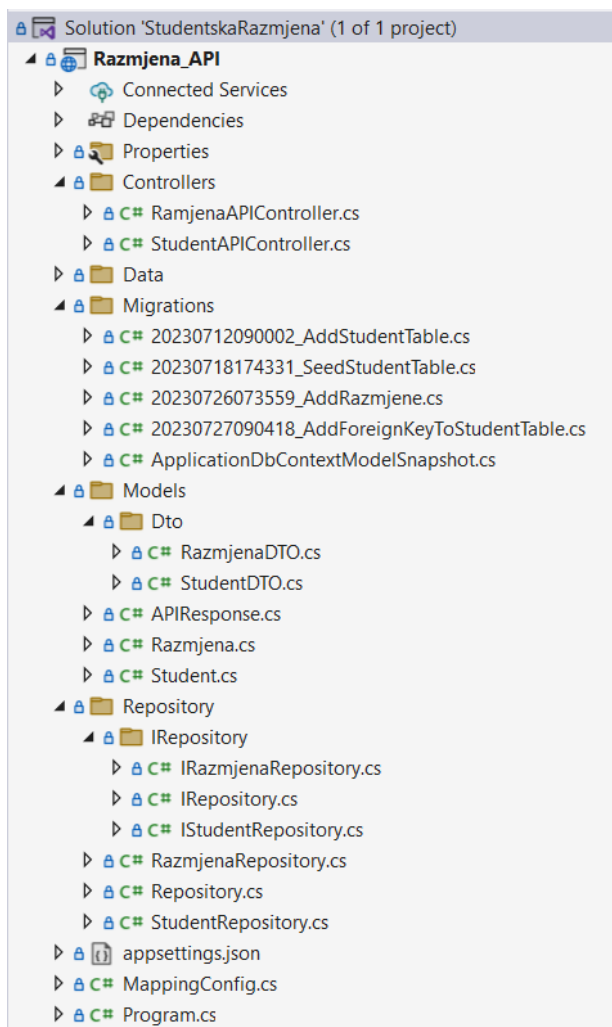 Solution 'StudentskaRazmjena' (1 of 1 project)
Razmjena_API
Connected Services
Dependencies
Properties
Controllers
C# RamjenaAPIController.cs
C# StudentAPIController.cs
Data
Migrations
C# 20230712090002_AddStudentTable.cs
C# 20230718174331_SeedStudentTable.cs
C# 20230726073559_AddRazmjene.cs
C# 20230727090418_AddForeignKeyToStudentTable.cs
C# ApplicationDbContextModelSnapshot.cs
Models
Dto
C# RazmjenaDTO.cs
C# StudentDTO.cs
C# APIResponse.cs
C# Razmjena.cs
C# Student.cs
Repository
IRepository
C# IRazmjenaRepository.cs
C# IRepository.cs
C# IStudentRepository.cs
C# RazmjenaRepository.cs
C# Repository.cs
C# StudentRepository.cs
appsettings.json
C# MappingConfig.cs
C# Program.cs